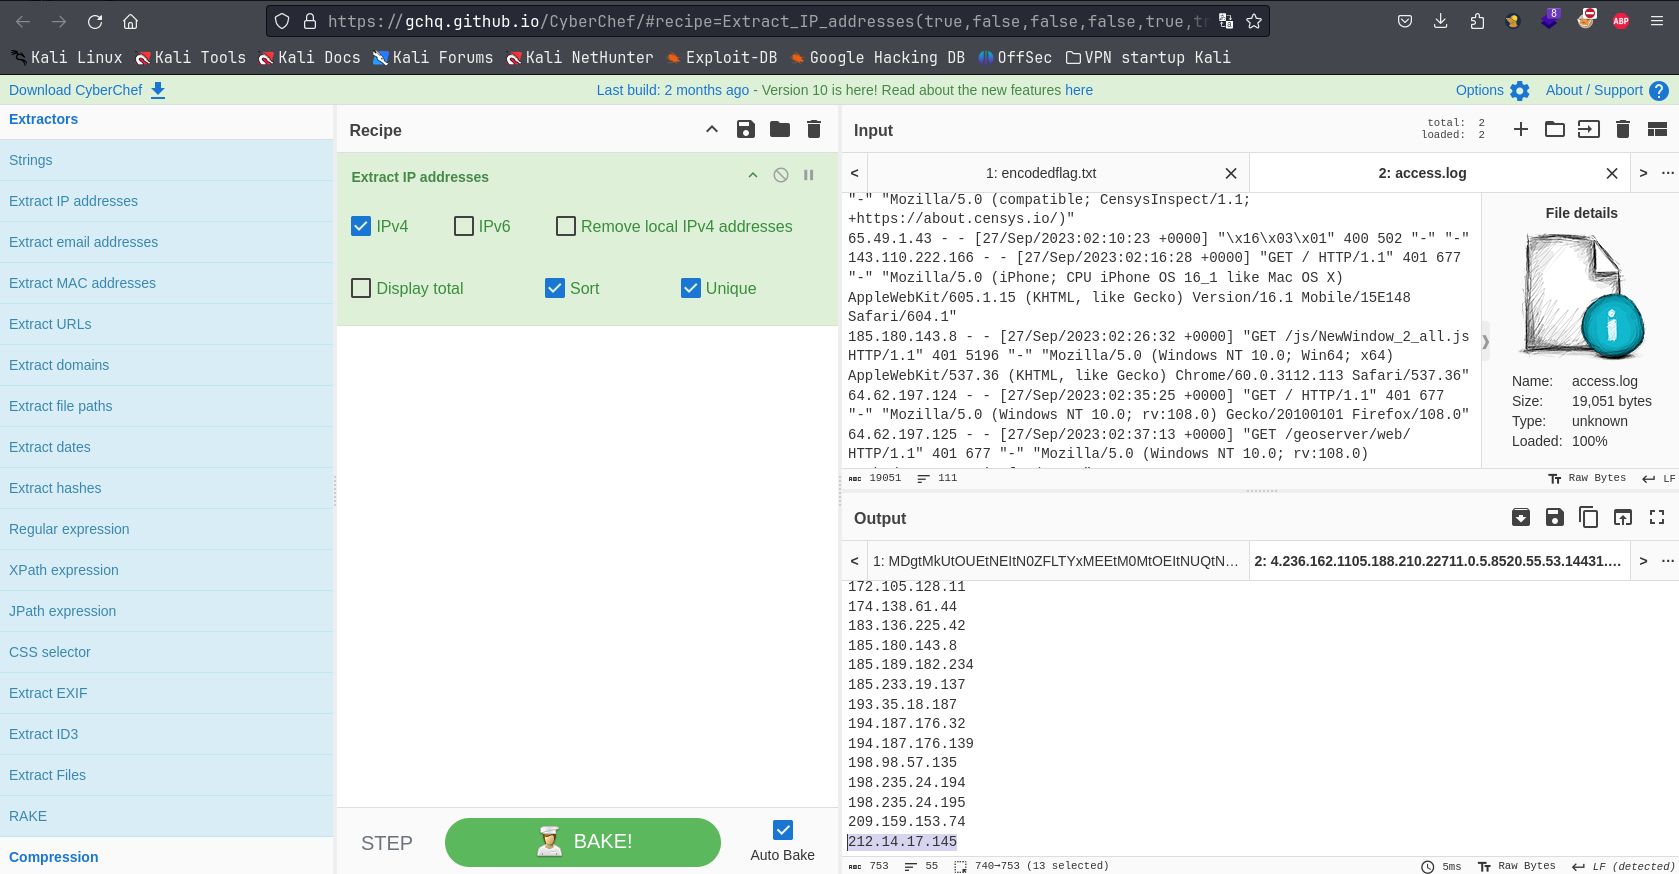 https://gchq.github.io/CyberChef/#recipe=Extract_IP_addresses(true,false,false,false,true,tr
8
ABP
Kali Linux
Kali Tools
Kali Docs
Kali Forums
Kali NetHunter
Exploit-DB
Google Hacking DB
OffSec
VPN startup Kali
Download CyberChef
Last build: 2 months ago - Version 10 is here! Read about the new features here
Options
About / Support
Extractors
Strings
Extract IP addresses
Extract email addresses
Extract MAC addresses
Extract URLs
Extract domains
Extract file paths
Extract dates
Extract hashes
Regular expression
XPath expression
JPath expression
CSS selector
Extract EXIF
Extract ID3
Extract Files
RAKE
Compression
Recipe
Extract IP addresses
IPv4
IPv6
Remove local IPv4 addresses
Display total
Sort
Unique
STEP
BAKE!
Auto Bake
Input
total: 2
loaded: 2
< 1: encodedflag.txt
2: access.log > ...
"-" "Mozilla/5.0 (compatible; CensysInspect/1.1;
+https://about.censys.io/)"
65.49.1.43 - - [27/Sep/2023:02:10:23 +0000] "\x16\x03\x01" 400 502 "-" "-"
143.110.222.166 - - [27/Sep/2023:02:16:28 +0000] "GET / HTTP/1.1" 401 677
"-" "Mozilla/5.0 (iPhone; CPU iPhone OS 16_1 like Mac OS X)
AppleWebKit/605.1.15 (KHTML, like Gecko) Version/16.1 Mobile/15E148
Safari/604.1"
185.180.143.8 - - [27/Sep/2023:02:26:32 +0000] "GET /js/NewWindow_2_all.js
HTTP/1.1" 401 5196 "-" "Mozilla/5.0 (Windows NT 10.0; Win64; x64)
AppleWebKit/537.36 (KHTML, like Gecko) Chrome/60.0.3112.113 Safari/537.36"
64.62.197.124 - - [27/Sep/2023:02:35:25 +0000] "GET / HTTP/1.1" 401 677
"-" "Mozilla/5.0 (Windows NT 10.0; rv:108.0) Gecko/20100101 Firefox/108.0"
64.62.197.125 - - [27/Sep/2023:02:37:13 +0000] "GET /geoserver/web/
HTTP/1.1" 401 677 "-" "Mozilla/5.0 (Windows NT 10.0; rv:108.0)
File details
Name: access.log
Size: 19,051 bytes
Type: unknown
Loaded: 100%
ABC 19051 111
Raw Bytes LF
Output
< 1: MDgtMkUtOUEtNEItN0ZFLTYxMEEtM0MtOEItNUQtN...
2: 4.236.162.1105.188.210.22711.0.5.8520.55.53.14431.... > ...
172.105.128.11
174.138.61.44
183.136.225.42
185.180.143.8
185.189.182.234
185.233.19.137
193.35.18.187
194.187.176.32
194.187.176.139
198.98.57.135
198.235.24.194
198.235.24.195
209.159.153.74
212.14.17.145
ABC 753 55 740→753 (13 selected)
5ms Raw Bytes LF (detected)